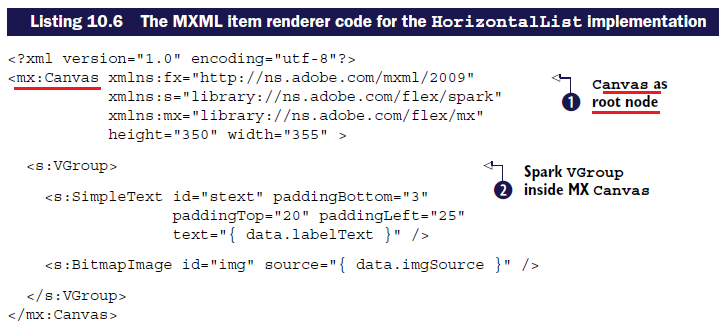 Listing 10.6 The MXML item renderer code for the HorizontalList implementation
<?xml version="1.0" encoding="utf-8"?>
<mx:Canvas xmlns:fx="http://ns.adobe.com/mxml/2009"
xmlns:s="library://ns.adobe.com/flex/spark"
xmlns:mx="library://ns.adobe.com/flex/mx"
height="350" width="355" >
1 Canvas as
root node
<s:VGroup>
2 Spark VGroup
inside MX Canvas
<s:SimpleText id="stext" paddingBottom="3"
paddingTop="20" paddingLeft="25"
text="{ data.labelText }" />
<s:BitmapImage id="img" source="{ data.imgSource }" />
</s:VGroup>
</mx:Canvas>